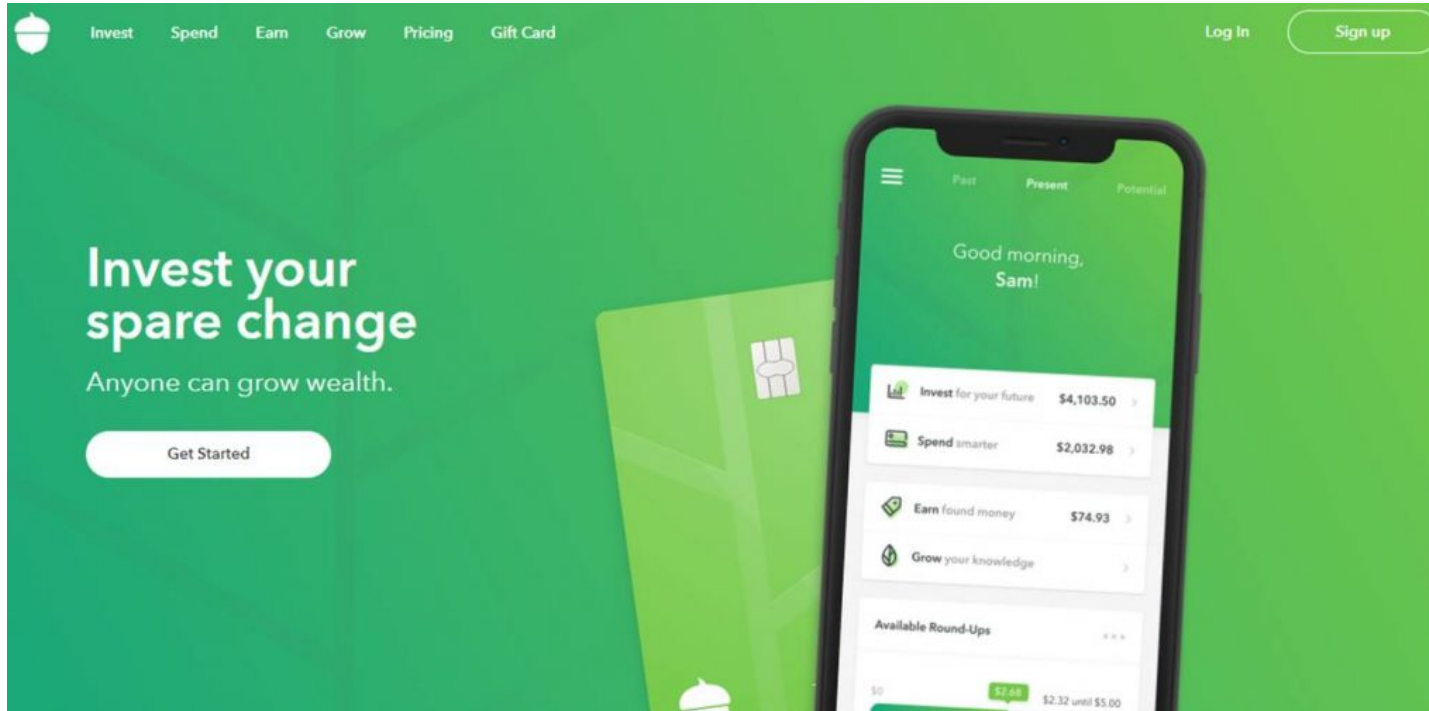 Invest Spend Earn Grow Pricing Gift Card Log In Sign up
Invest your
spare change
Anyone can grow wealth.
Get Started
Past Present Potential
Good morning,
Sam!
Invest for your future $4,103.50
Spend smarter $2,032.98
Earn found money $74.93
Grow your knowledge
Available Round-Ups
$0 $2.68 $2.32 until $5.00